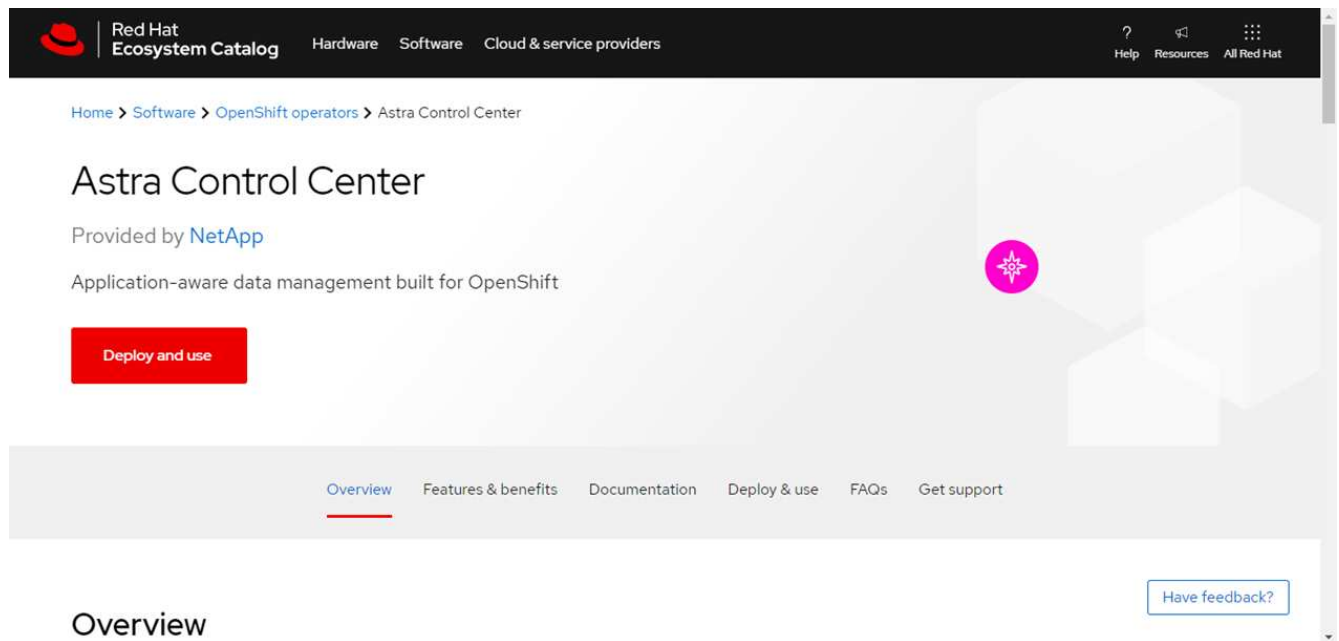 Red Hat
Ecosystem Catalog
Hardware Software Cloud & service providers
?
Help Resources All Red Hat
Home > Software > OpenShift operators > Astra Control Center
Astra Control Center
Provided by NetApp
Application-aware data management built for OpenShift
Deploy and use
Overview Features & benefits Documentation Deploy & use FAQs Get support
Have feedback?
Overview